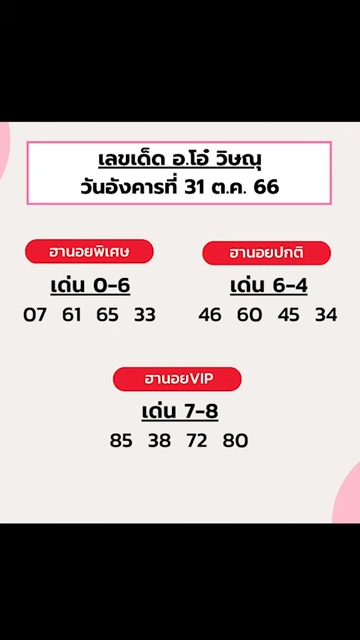 เลขเด็ด อ.โอ๋ วิษณุ
วันอังคารที่ 31 ต.ค. 66
ฮานอยพิเศษ
เด่น 0-6
07 61 65 33
ฮานอยปกติ
เด่น 6-4
46 60 45 34
ฮานอยVIP
เด่น 7-8
85 38 72 80